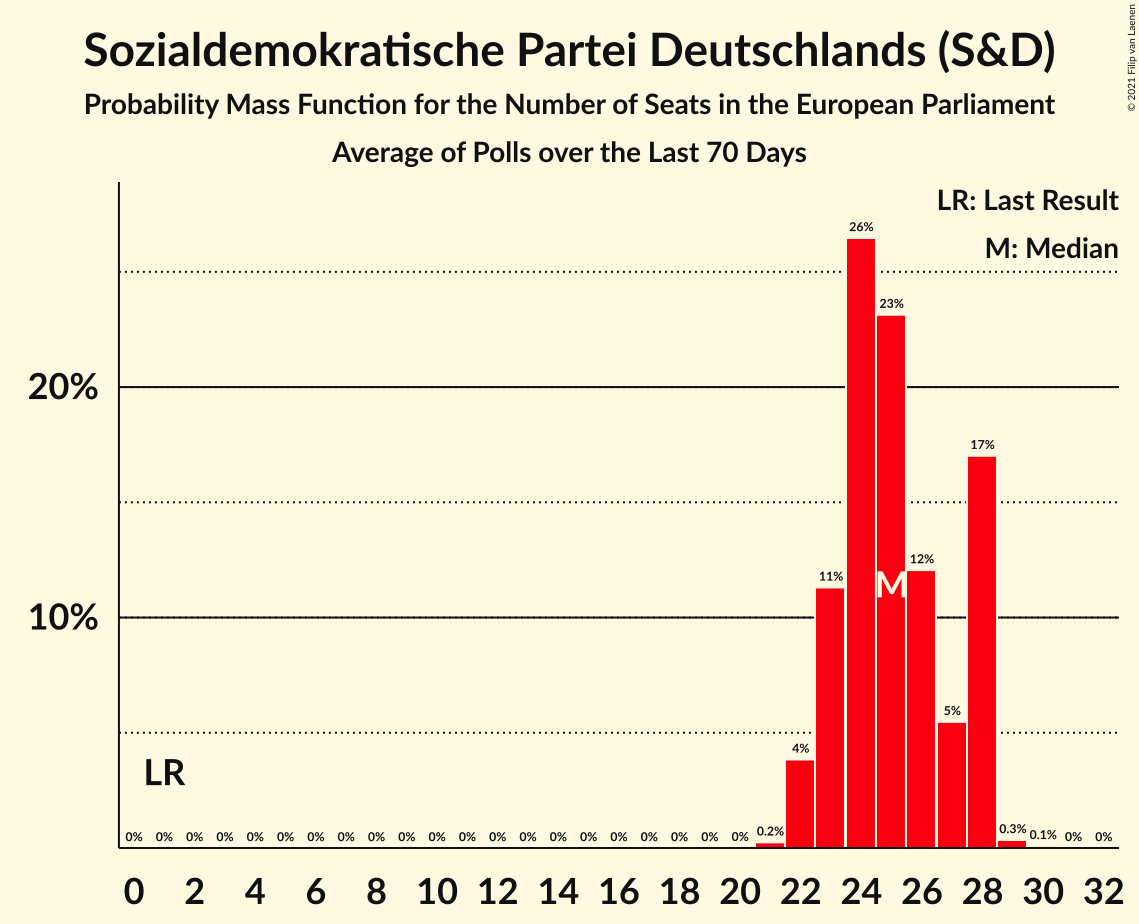 © 2021 Filip van Laenen
Sozialdemokratische Partei Deutschlands (S&D)
Probability Mass Function for the Number of Seats in the European Parliament
Average of Polls over the Last 70 Days
LR: Last Result
M: Median
26%
23%
20%
17%
12%
11%
M
10%
5%
4%
LR
0% 0% 0% 0% 0% 0% 0% 0% 0% 0% 0% 0% 0% 0% 0% 0% 0% 0% 0% 0% 0% 0.2% 0.3% 0.1% 0% 0%
0 2 4 6 8 10 12 14 16 18 20 22 24 26 28 30 32